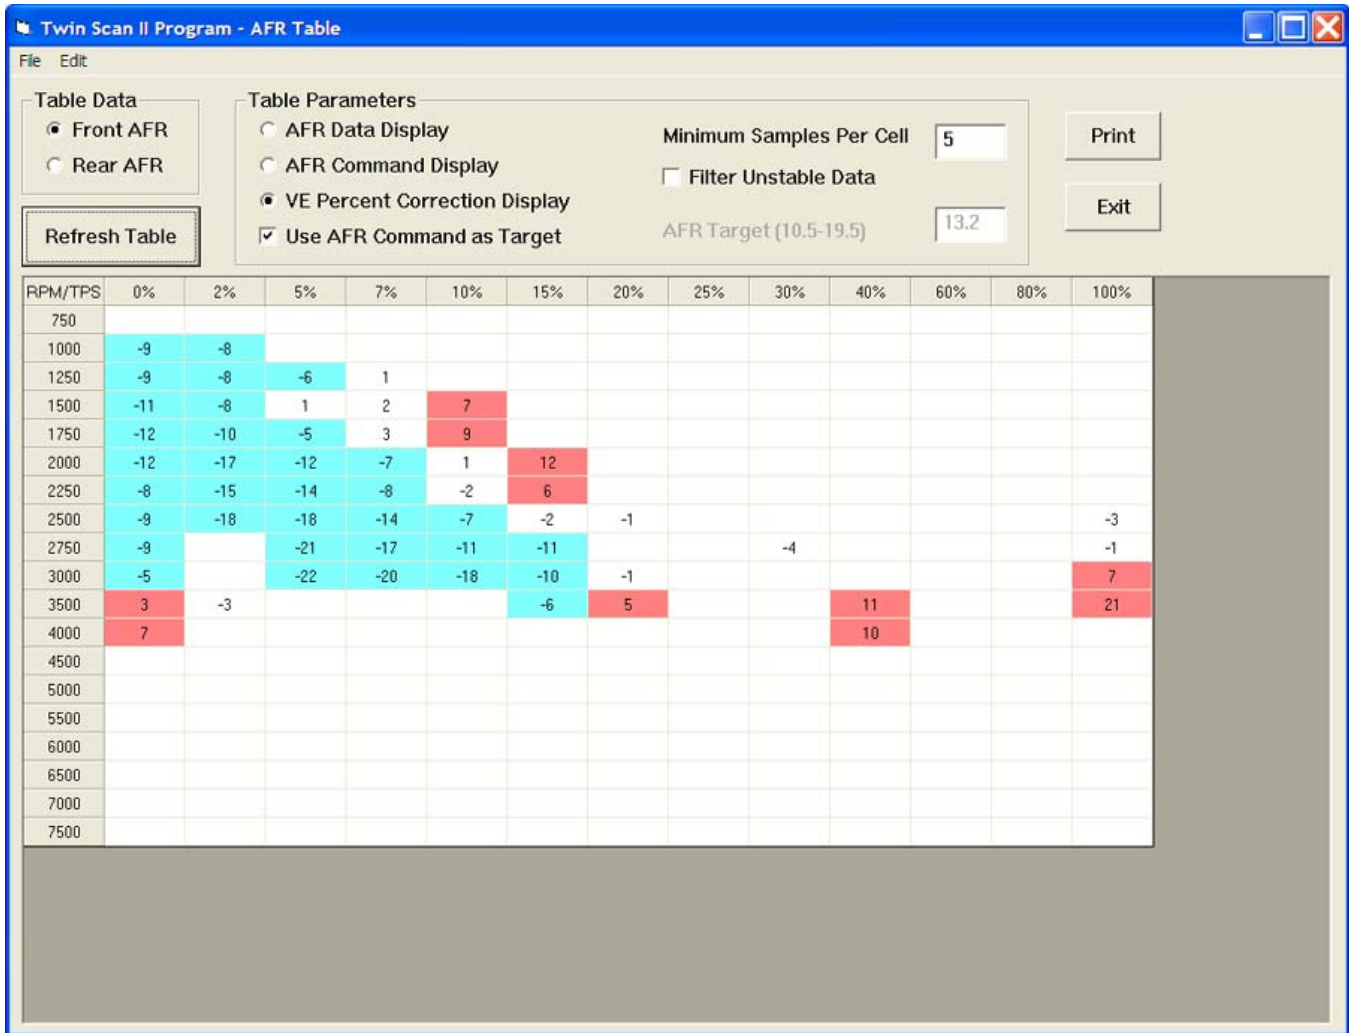 Twin Scan II Program - AFR Table
File Edit
Table Data
Front AFR
Rear AFR
Refresh Table
Table Parameters
AFR Data Display
AFR Command Display
VE Percent Correction Display
Use AFR Command as Target
Minimum Samples Per Cell 5
Filter Unstable Data
AFR Target (10.5-19.5) 13.2
Print
Exit
RPM/TPS 0% 2% 5% 7% 10% 15% 20% 25% 30% 40% 60% 80% 100%
750
1000 -9 -8
1250 -9 -8 -6 1
1500 -11 -8 1 2 7
1750 -12 -10 -5 3 9
2000 -12 -17 -12 -7 1 12
2250 -8 -15 -14 -8 -2 6
2500 -9 -18 -18 -14 -7 -2 -1 -3
2750 -9 -21 -17 -11 -11 -4 -1
3000 -5 -22 -20 -18 -10 -1 7
3500 3 -3 -6 5 11 21
4000 7 10
4500
5000
5500
6000
6500
7000
7500